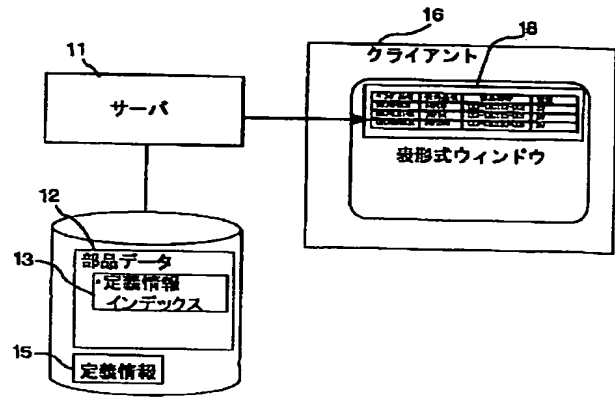 16
18
11
クライアント
サーバ
表形式ウィンドウ
12
部品データ
13
・定義情報
インデックス
15
定義情報